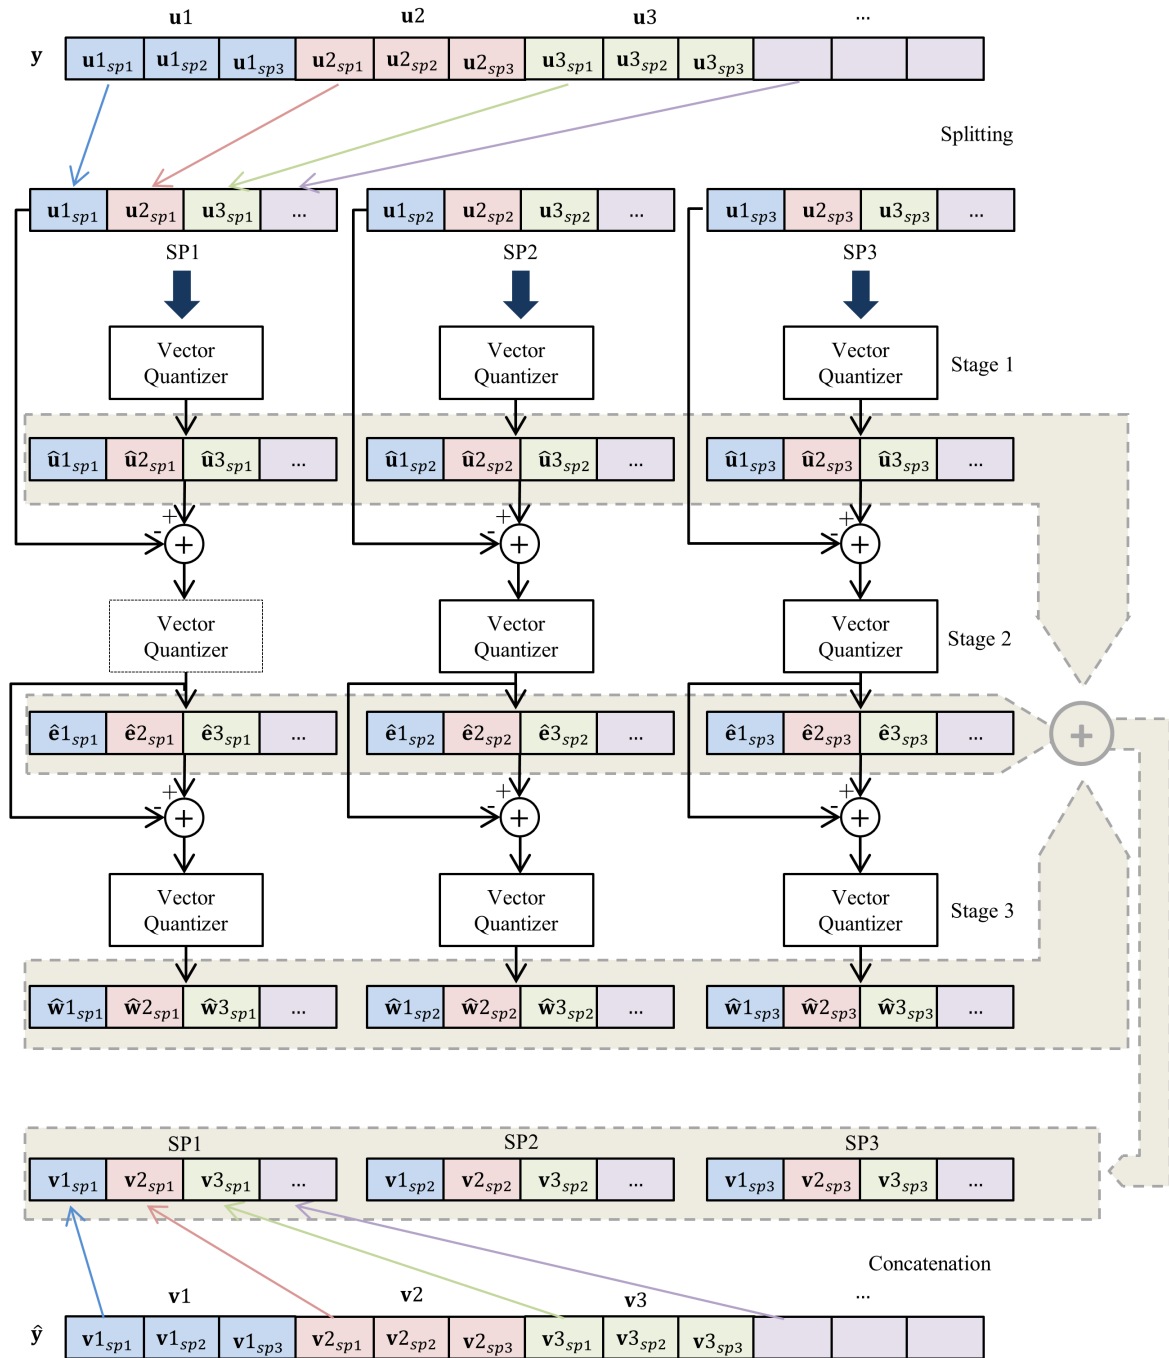 u1 u2 u3 ...
y u1sp1 u1sp2 u1sp3 u2sp1 u2sp2 u2sp3 u3sp1 u3sp2 u3sp3
Splitting
u1sp1 u2sp1 u3sp1 ... u1sp2 u2sp2 u3sp2 ... u1sp3 u2sp3 u3sp3 ...
SP1 SP2 SP3
Vector Quantizer Vector Quantizer Vector Quantizer Stage 1
û1sp1 û2sp1 û3sp1 ... û1sp2 û2sp2 û3sp2 ... û1sp3 û2sp3 û3sp3 ...
+ + +
- + - + - +
Vector Quantizer Vector Quantizer Vector Quantizer Stage 2
+
ê1sp1 ê2sp1 ê3sp1 ... ê1sp2 ê2sp2 ê3sp2 ... ê1sp3 ê2sp3 ê3sp3 ...
+ + +
- + - + - +
Vector Quantizer Vector Quantizer Vector Quantizer Stage 3
ŵ1sp1 ŵ2sp1 ŵ3sp1 ... ŵ1sp2 ŵ2sp2 ŵ3sp2 ... ŵ1sp3 ŵ2sp3 ŵ3sp3 ...
SP1 SP2 SP3
v1sp1 v2sp1 v3sp1 ... v1sp2 v2sp2 v3sp2 ... v1sp3 v2sp3 v3sp3 ...
Concatenation
v1 v2 v3 ...
ŷ v1sp1 v1sp2 v1sp3 v2sp1 v2sp2 v2sp3 v3sp1 v3sp2 v3sp3